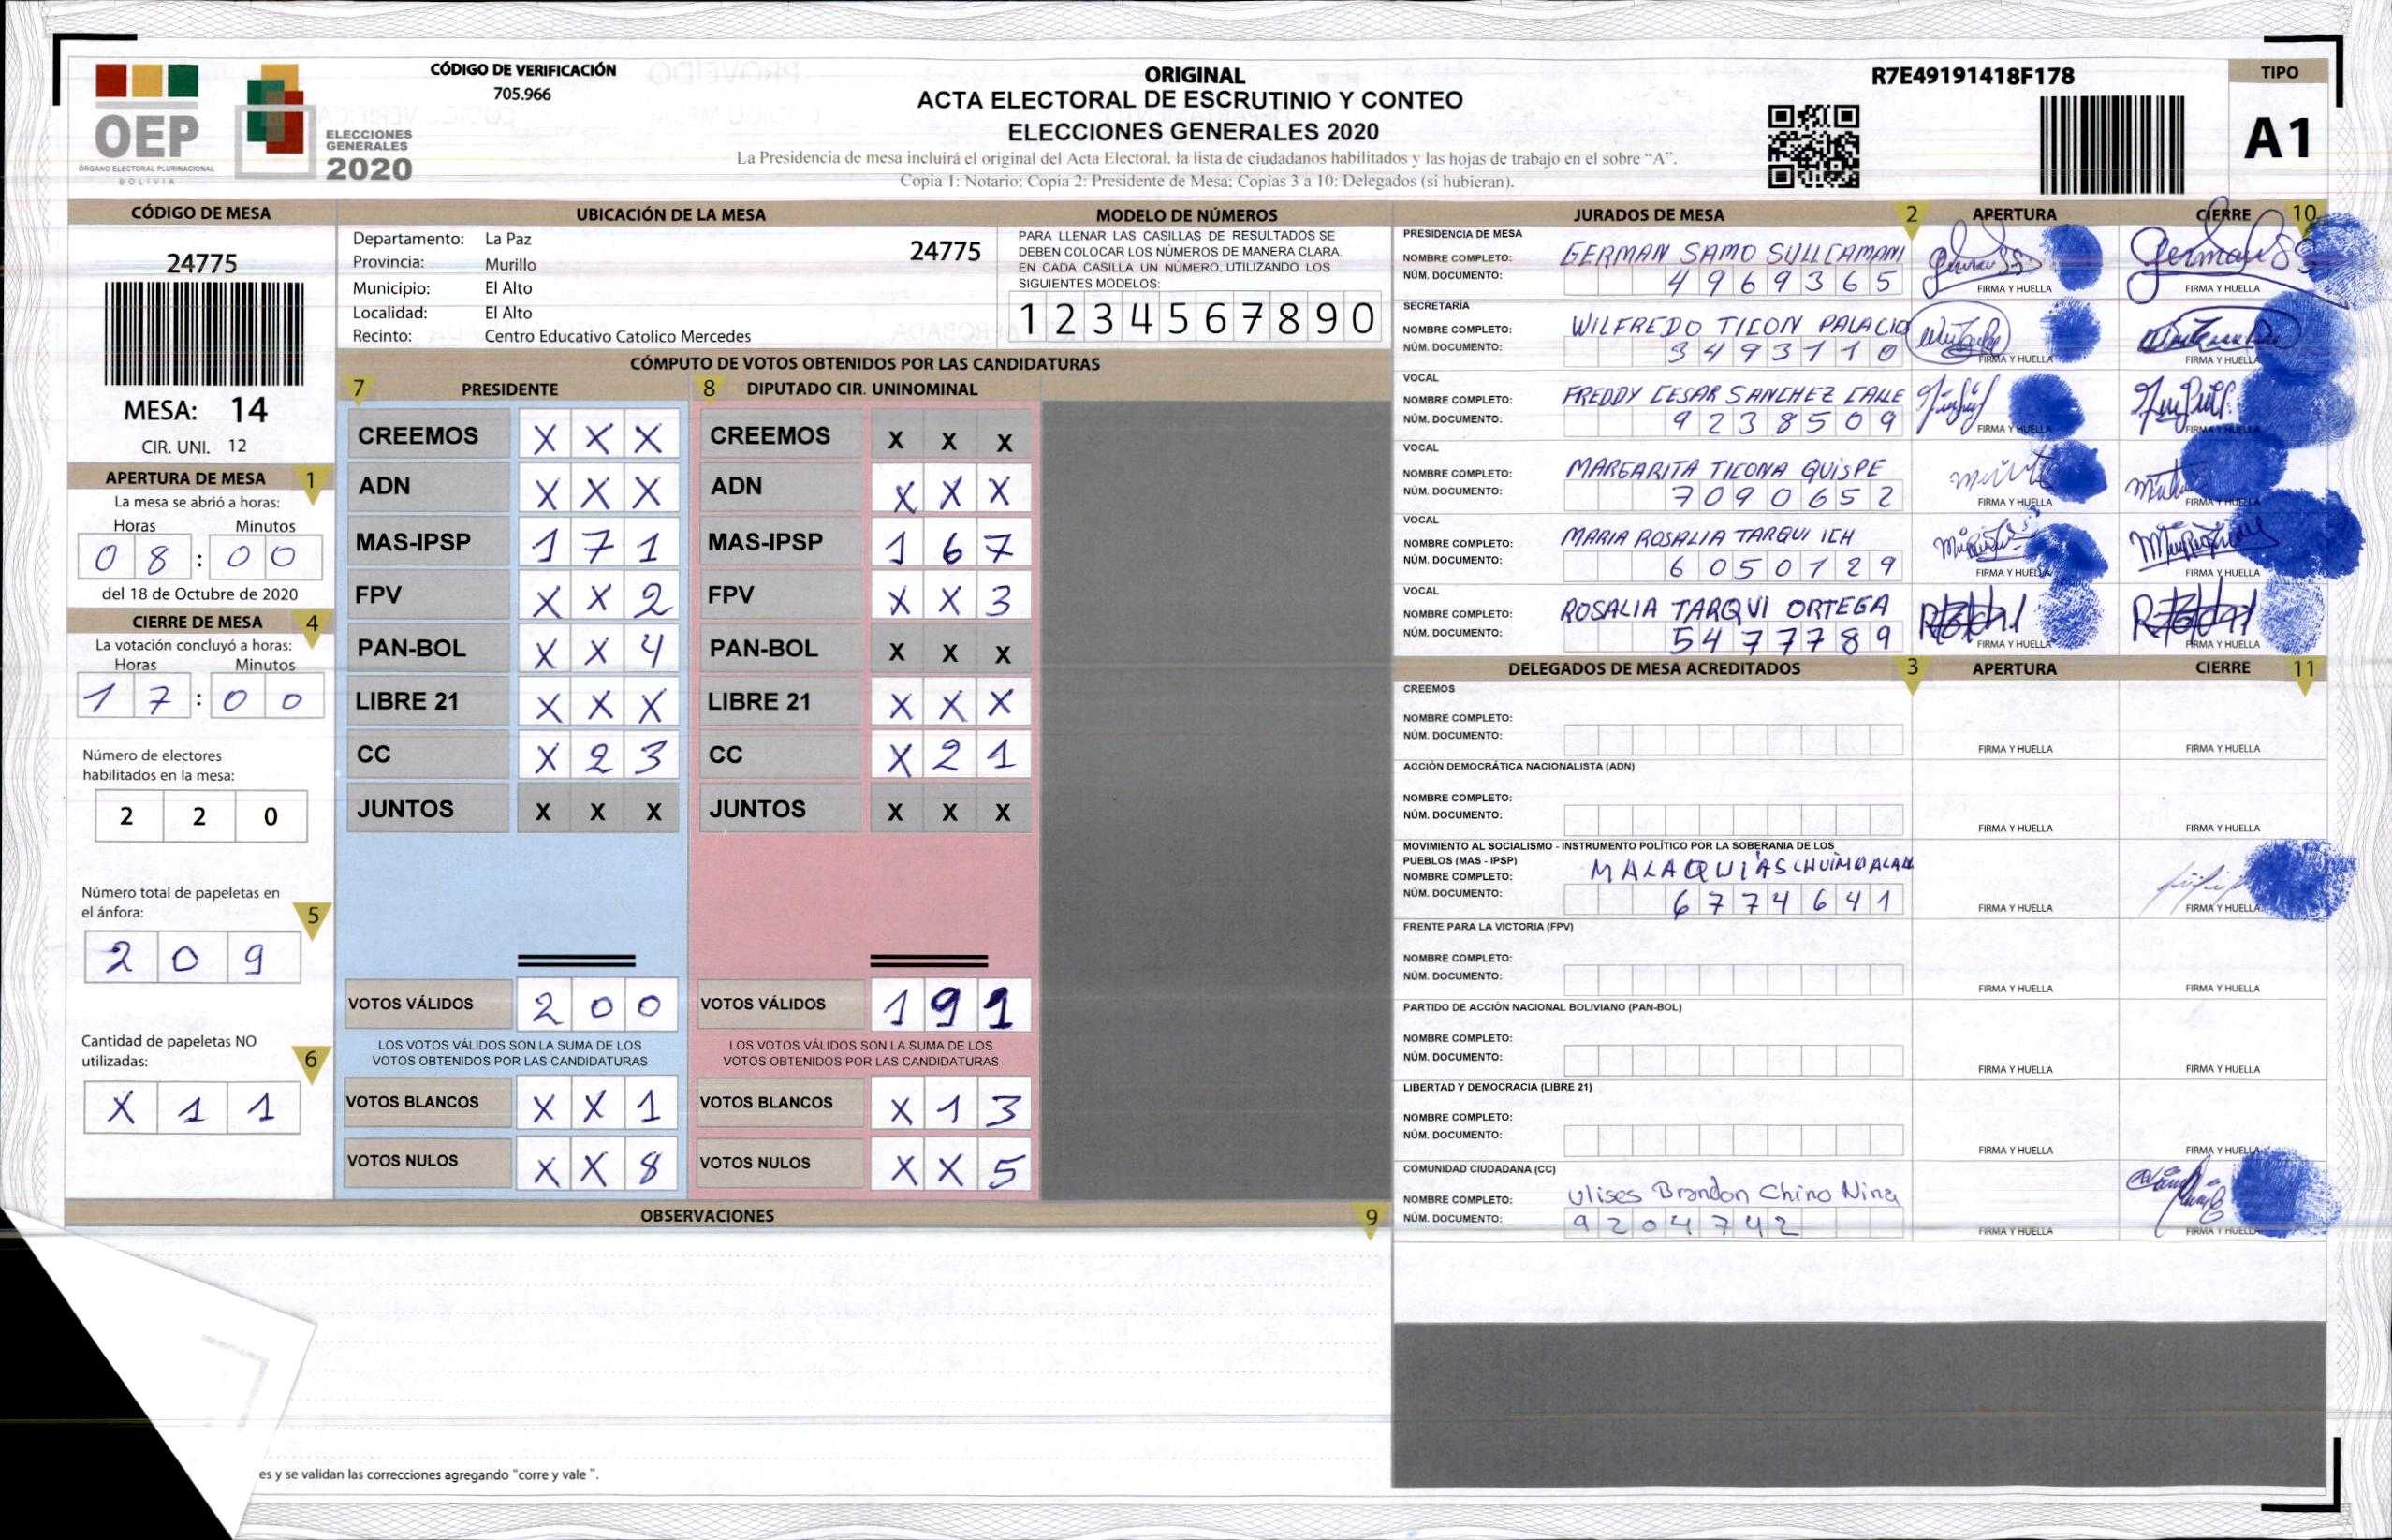 OEP
ÓRGANO ELECTORAL PLURINACIONAL
BOLIVIA
ELECCIONES
GENERALES
2020
CÓDIGO DE VERIFICACIÓN
705.966
ORIGINAL
ACTA ELECTORAL DE ESCRUTINIO Y CONTEO
ELECCIONES GENERALES 2020
La Presidencia de mesa incluirá el original del Acta Electoral, la lista de ciudadanos habilitados y las hojas de trabajo en el sobre "A".
Copia 1: Notario; Copia 2: Presidente de Mesa; Copias 3 a 10: Delegados (si hubieran).
R7E49191418F178
TIPO
A1
CÓDIGO DE MESA
24775
MESA: 14
CIR. UNI. 12
APERTURA DE MESA 1
La mesa se abrió a horas:
Horas Minutos
0 8 : 0 0
del 18 de Octubre de 2020
CIERRE DE MESA 4
La votación concluyó a horas:
Horas Minutos
1 7 : 0 0
Número de electores
habilitados en la mesa:
2 2 0
Número total de papeletas en
el ánfora: 5
2 0 9
Cantidad de papeletas NO
utilizadas: 6
X 1 1
UBICACIÓN DE LA MESA
Departamento: La Paz 24775
Provincia: Murillo
Municipio: El Alto
Localidad: El Alto
Recinto: Centro Educativo Catolico Mercedes
MODELO DE NÚMEROS
PARA LLENAR LAS CASILLAS DE RESULTADOS SE
DEBEN COLOCAR LOS NÚMEROS DE MANERA CLARA.
EN CADA CASILLA UN NÚMERO, UTILIZANDO LOS
SIGUIENTES MODELOS:
1 2 3 4 5 6 7 8 9 0
CÓMPUTO DE VOTOS OBTENIDOS POR LAS CANDIDATURAS
7 PRESIDENTE 8 DIPUTADO CIR. UNINOMINAL
CREEMOS X X X CREEMOS X X X
ADN X X X ADN X X X
MAS-IPSP 1 7 1 MAS-IPSP 1 6 7
FPV X X 2 FPV X X 3
PAN-BOL X X 4 PAN-BOL X X X
LIBRE 21 X X X LIBRE 21 X X X
CC X 2 3 CC X 2 1
JUNTOS X X X JUNTOS X X X
VOTOS VÁLIDOS 2 0 0 VOTOS VÁLIDOS 1 9 1
LOS VOTOS VÁLIDOS SON LA SUMA DE LOS LOS VOTOS VÁLIDOS SON LA SUMA DE LOS
VOTOS OBTENIDOS POR LAS CANDIDATURAS VOTOS OBTENIDOS POR LAS CANDIDATURAS
VOTOS BLANCOS X X 1 VOTOS BLANCOS X 1 3
VOTOS NULOS X X 8 VOTOS NULOS X X 5
OBSERVACIONES 9
es y se validan las correcciones agregando "corre y vale ".
JURADOS DE MESA 2 APERTURA CIERRE 10
PRESIDENCIA DE MESA
NOMBRE COMPLETO: GERMAN SAMO SULLCAMANI
NÚM. DOCUMENTO: 4 9 6 9 3 6 5
FIRMA Y HUELLA FIRMA Y HUELLA
SECRETARÍA
NOMBRE COMPLETO: WILFREDO TICON PALACIO
NÚM. DOCUMENTO: 3 4 9 3 1 1 0
FIRMA Y HUELLA FIRMA Y HUELLA
VOCAL
NOMBRE COMPLETO: FREDDY CESAR SANCHEZ CALLE
NÚM. DOCUMENTO: 9 2 3 8 5 0 9
FIRMA Y HUELLA FIRMA Y HUELLA
VOCAL
NOMBRE COMPLETO: MARGARITA TICONA QUISPE
NÚM. DOCUMENTO: 7 0 9 0 6 5 2
FIRMA Y HUELLA FIRMA Y HUELLA
VOCAL
NOMBRE COMPLETO: MARIA ROSALIA TARQUI ICH
NÚM. DOCUMENTO: 6 0 5 0 1 2 9
FIRMA Y HUELLA FIRMA Y HUELLA
VOCAL
NOMBRE COMPLETO: ROSALIA TARQUI ORTEGA
NÚM. DOCUMENTO: 5 4 7 7 7 8 9
FIRMA Y HUELLA FIRMA Y HUELLA
DELEGADOS DE MESA ACREDITADOS 3 APERTURA CIERRE 11
CREEMOS
NOMBRE COMPLETO:
NÚM. DOCUMENTO:
FIRMA Y HUELLA FIRMA Y HUELLA
ACCIÓN DEMOCRÁTICA NACIONALISTA (ADN)
NOMBRE COMPLETO:
NÚM. DOCUMENTO:
FIRMA Y HUELLA FIRMA Y HUELLA
MOVIMIENTO AL SOCIALISMO - INSTRUMENTO POLÍTICO POR LA SOBERANIA DE LOS
PUEBLOS (MAS - IPSP)
NOMBRE COMPLETO: MALAQUIAS
NÚM. DOCUMENTO: 6 7 7 4 6 4 1
FIRMA Y HUELLA FIRMA Y HUELLA
FRENTE PARA LA VICTORIA (FPV)
NOMBRE COMPLETO:
NÚM. DOCUMENTO:
FIRMA Y HUELLA FIRMA Y HUELLA
PARTIDO DE ACCIÓN NACIONAL BOLIVIANO (PAN-BOL)
NOMBRE COMPLETO:
NÚM. DOCUMENTO:
FIRMA Y HUELLA FIRMA Y HUELLA
LIBERTAD Y DEMOCRACIA (LIBRE 21)
NOMBRE COMPLETO:
NÚM. DOCUMENTO:
FIRMA Y HUELLA FIRMA Y HUELLA
COMUNIDAD CIUDADANA (CC)
NOMBRE COMPLETO: Ulises Brandon Chino Nina
NÚM. DOCUMENTO: 9 2 0 4 7 4 2
FIRMA Y HUELLA FIRMA Y HUELLA